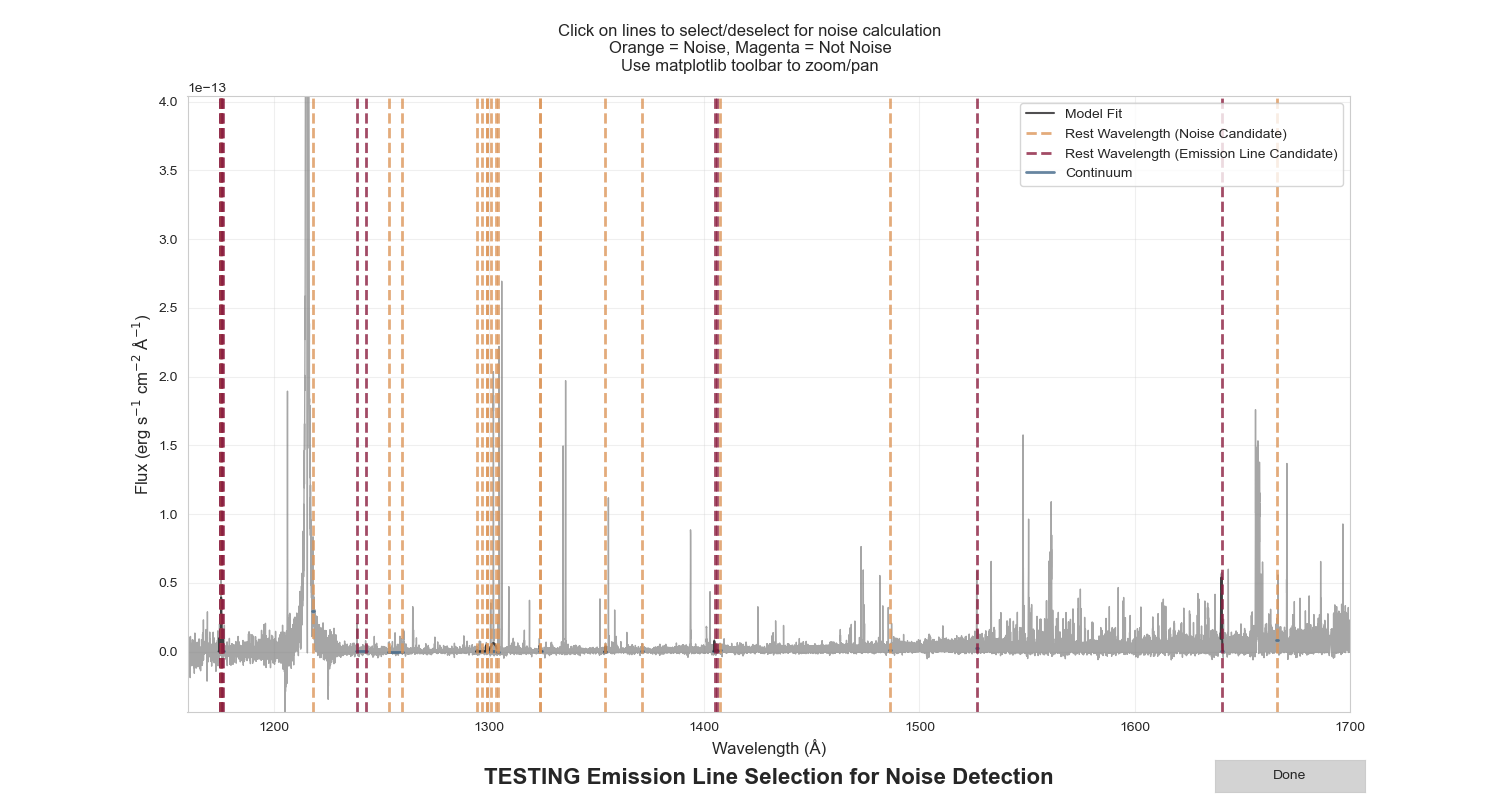 Click on lines to select/deselect for noise calculation
Orange = Noise, Magenta = Not Noise
Use matplotlib toolbar to zoom/pan
1e−13
4.0
3.5
3.0
2.5
2.0
1.5
1.0
0.5
0.0
Flux (erg s⁻¹ cm⁻² Å⁻¹)
Model Fit
Rest Wavelength (Noise Candidate)
Rest Wavelength (Emission Line Candidate)
Continuum
1200 1300 1400 1500 1600 1700
Wavelength (Å)
TESTING Emission Line Selection for Noise Detection
Done